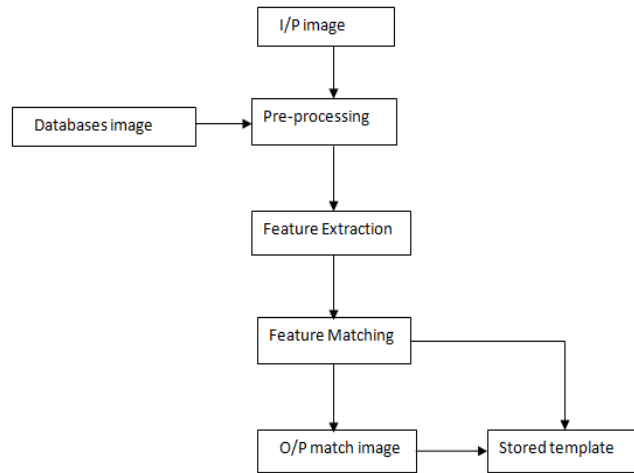 I/P image
Databases image
Pre-processing
Feature Extraction
Feature Matching
O/P match image
Stored template